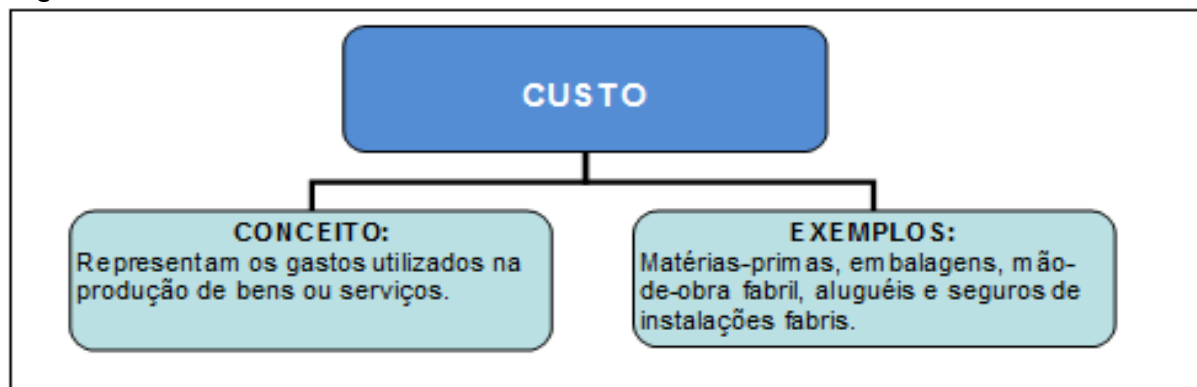 CUSTO
CONCEITO:
Representam os gastos utilizados na
produção de bens ou serviços.
EXEMPLOS:
Matérias-primas, embalagens, mão-
de-obra fabril, aluguéis e seguros de
instalações fabris.